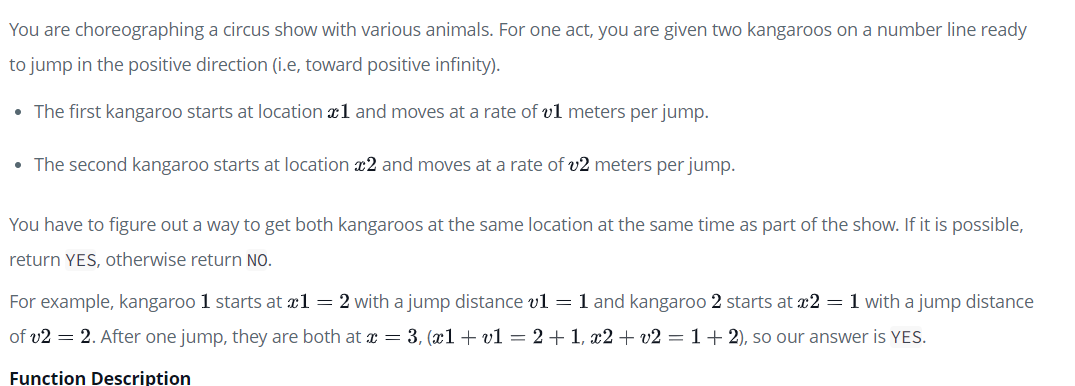 You are choreographing a circus show with various animals. For one act, you are given two kangaroos on a number line ready
to jump in the positive direction (i.e, toward positive infinity).
• The first kangaroo starts at location x1 and moves at a rate of v1 meters per jump.
• The second kangaroo starts at location x2 and moves at a rate of v2 meters per jump.
You have to figure out a way to get both kangaroos at the same location at the same time as part of the show. If it is possible,
return YES, otherwise return NO.
For example, kangaroo 1 starts at x1 = 2 with a jump distance v1 = 1 and kangaroo 2 starts at x2 = 1 with a jump distance
of v2 = 2. After one jump, they are both at x = 3, (x1 + v1 = 2 + 1, x2 + v2 = 1 + 2), so our answer is YES.
Function Description